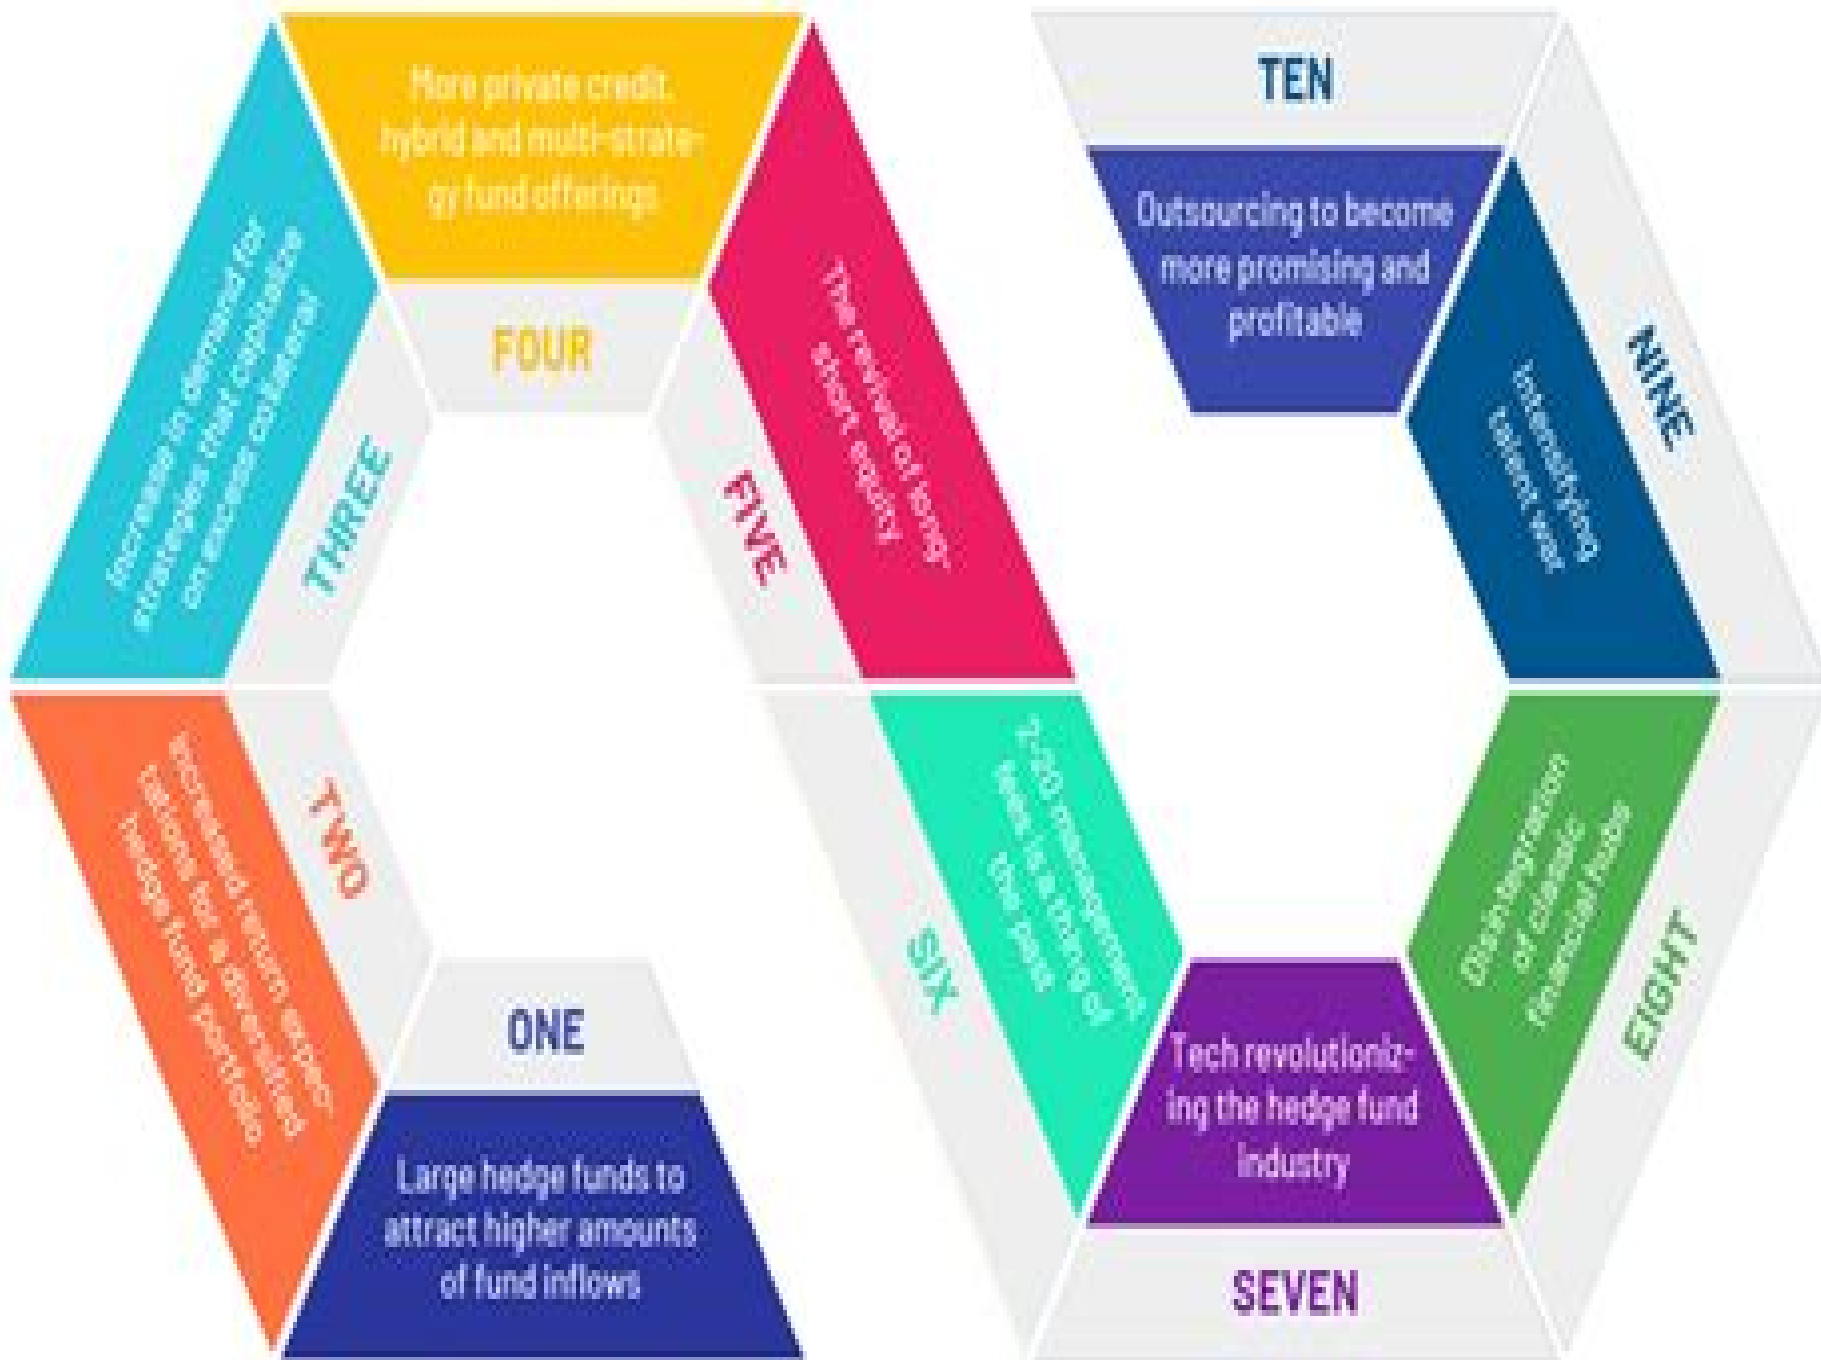 ONE
Large hedge funds to
attract higher amounts
of fund inflows
TWO
Increased return expec-
tations for a diversified
hedge fund portfolio
THREE
Increase in demand for
strategies that capitalize
on excess collateral
FOUR
More private credit,
hybrid and multi-strate-
gy fund offerings
FIVE
The revival of long-
short equity
SIX
2-20 management
fees is a thing of
the past
SEVEN
Tech revolutioniz-
ing the hedge fund
industry
EIGHT
Disintegration
of classic
financial hubs
NINE
Intensifying
talent war
TEN
Outsourcing to become
more promising and
profitable